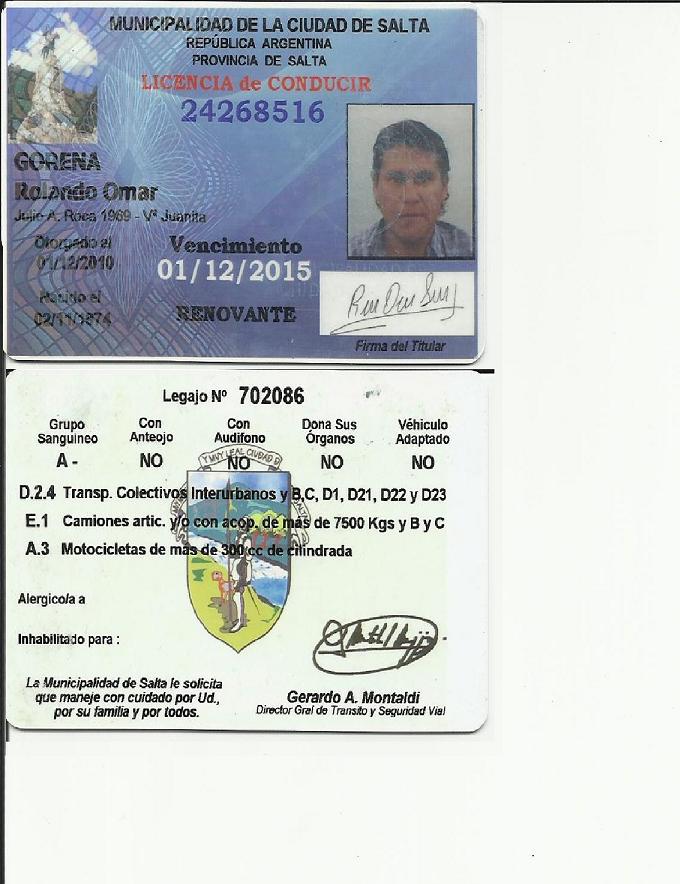 MUNICIPALIDAD DE LA CIUDAD DE SALTA
REPÚBLICA ARGENTINA
PROVINCIA DE SALTA
LICENCIA de CONDUCIR
24268516
GORENA
Rolando Omar
Julio A. Roca 1969 - Vª Juanita
Otorgado el
01/12/2010
Vencimiento
01/12/2015
Nacido el
02/11/1974
RENOVANTE
Firma del Titular
Legajo Nº 702086
Grupo Sanguineo
Con Anteojo
Con Audifono
Dona Sus Órganos
Véhiculo Adaptado
A - NO NO NO NO
Y MUY LEAL CIUDAD D
D.2.4 Transp. Colectivos Interurbanos y B,C, D1, D21, D22 y D23
E.1 Camiones artic. y/o con acop. de más de 7500 Kgs y B y C
A.3 Motocicletas de más de 300 cc de cilindrada
Alergico/a a
Inhabilitado para :
La Municipalidad de Salta le solicita
que maneje con cuidado por Ud.,
por su familia y por todos.
Gerardo A. Montaldi
Director Gral de Transito y Seguridad Vial